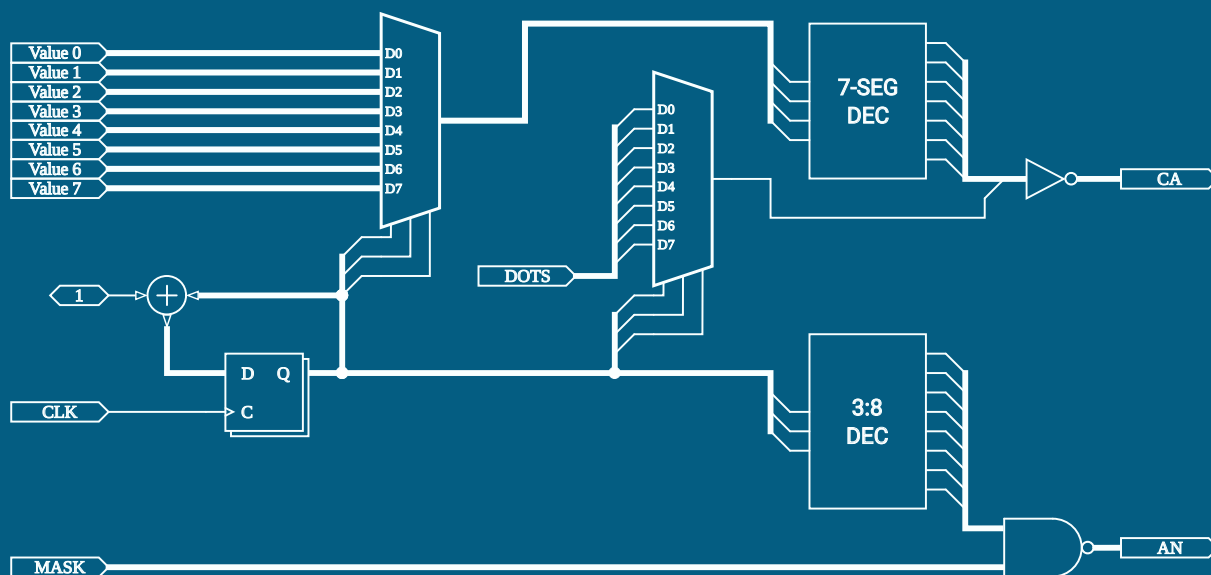 Value 0
Value 1
Value 2
Value 3
Value 4
Value 5
Value 6
Value 7
D0
D1
D2
D3
D4
D5
D6
D7
7-SEG
DEC
CA
D0
D1
D2
D3
D4
D5
D6
D7
DOTS
1
D Q
C
CLK
3:8
DEC
AN
MASK